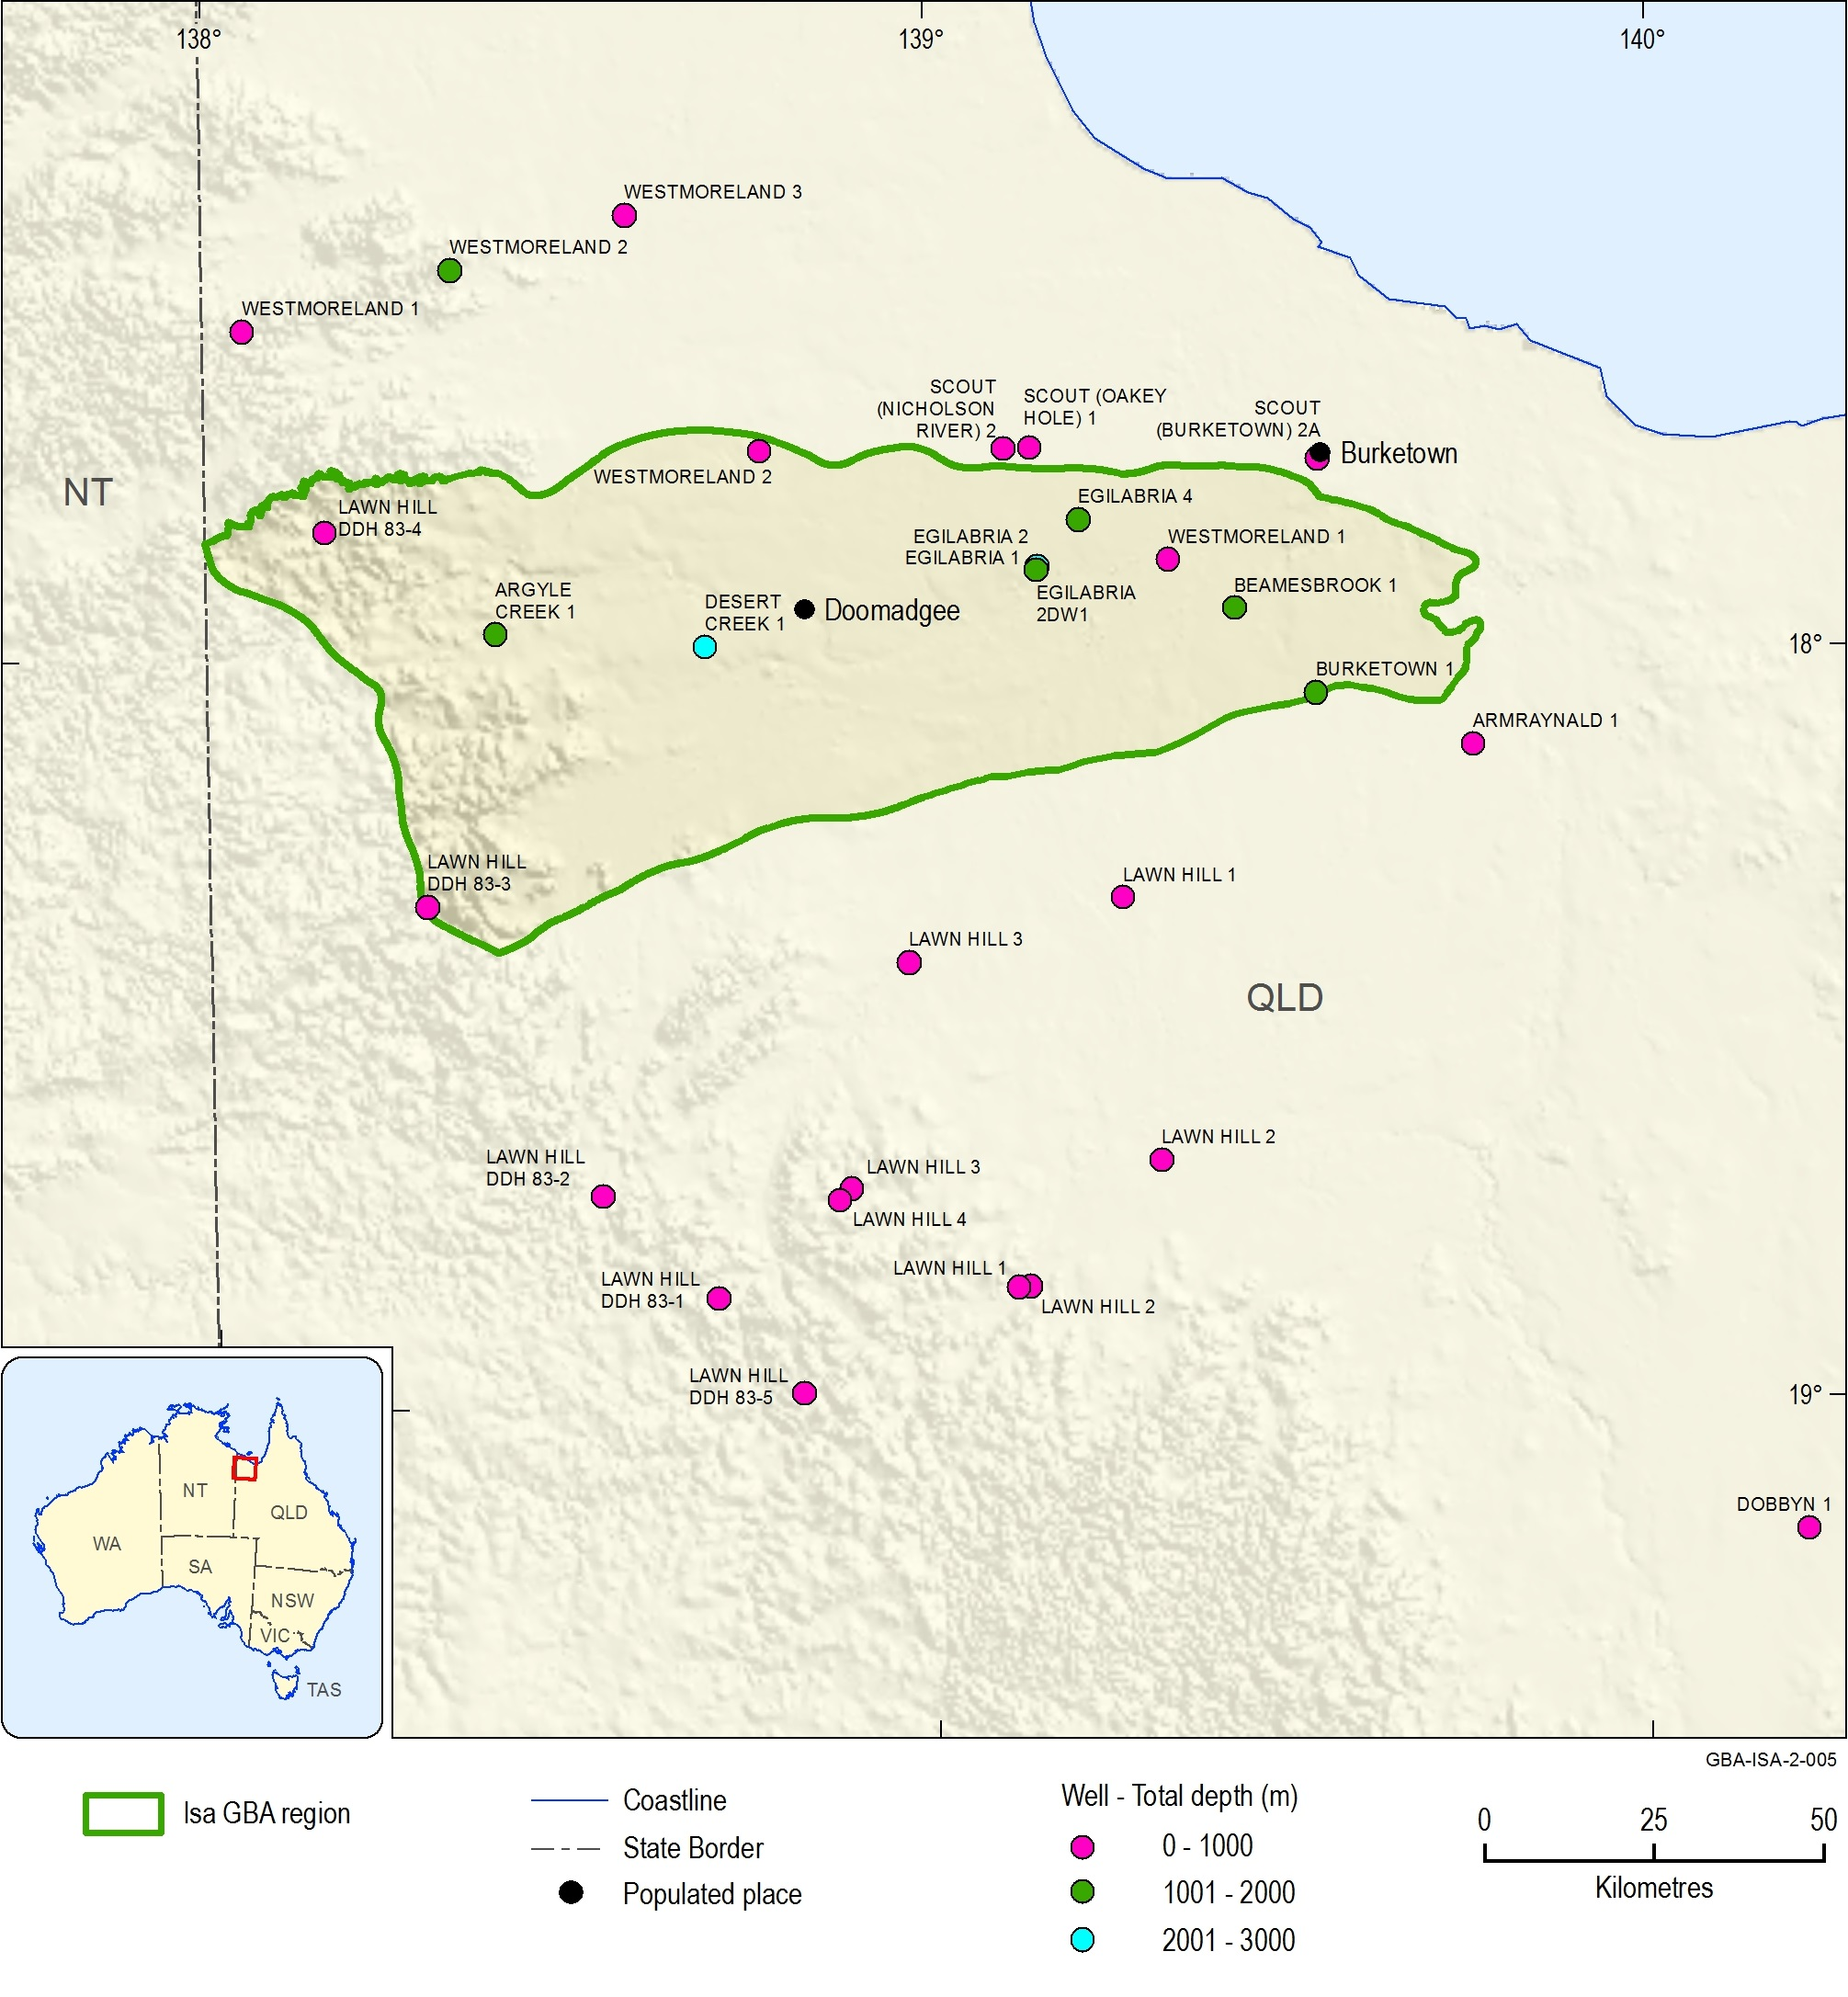 138°
139°
140°
WESTMORELAND 3
WESTMORELAND 2
WESTMORELAND 1
SCOUT
(NICHOLSON
RIVER) 2
SCOUT (OAKEY
HOLE) 1
SCOUT
(BURKETOWN) 2A
Burketown
WESTMORELAND 2
NT
LAWN HILL
DDH 83-4
EGILABRIA 4
EGILABRIA 2
EGILABRIA 1
WESTMORELAND 1
EGILABRIA
2DW1
BEAMESBROOK 1
ARGYLE
CREEK 1
DESERT
CREEK 1
Doomadgee
18°
BURKETOWN 1
ARMRAYNALD 1
LAWN HILL
DDH 83-3
LAWN HILL 1
LAWN HILL 3
QLD
LAWN HILL 2
LAWN HILL
DDH 83-2
LAWN HILL 3
LAWN HILL 4
LAWN HILL 1
LAWN HILL 2
LAWN HILL
DDH 83-1
LAWN HILL
DDH 83-5
19°
DOBBYN 1
NT
QLD
WA
SA
NSW
VIC
TAS
GBA-ISA-2-005
Isa GBA region
Coastline
State Border
Populated place
Well - Total depth (m)
0 - 1000
1001 - 2000
2001 - 3000
0 25 50
Kilometres